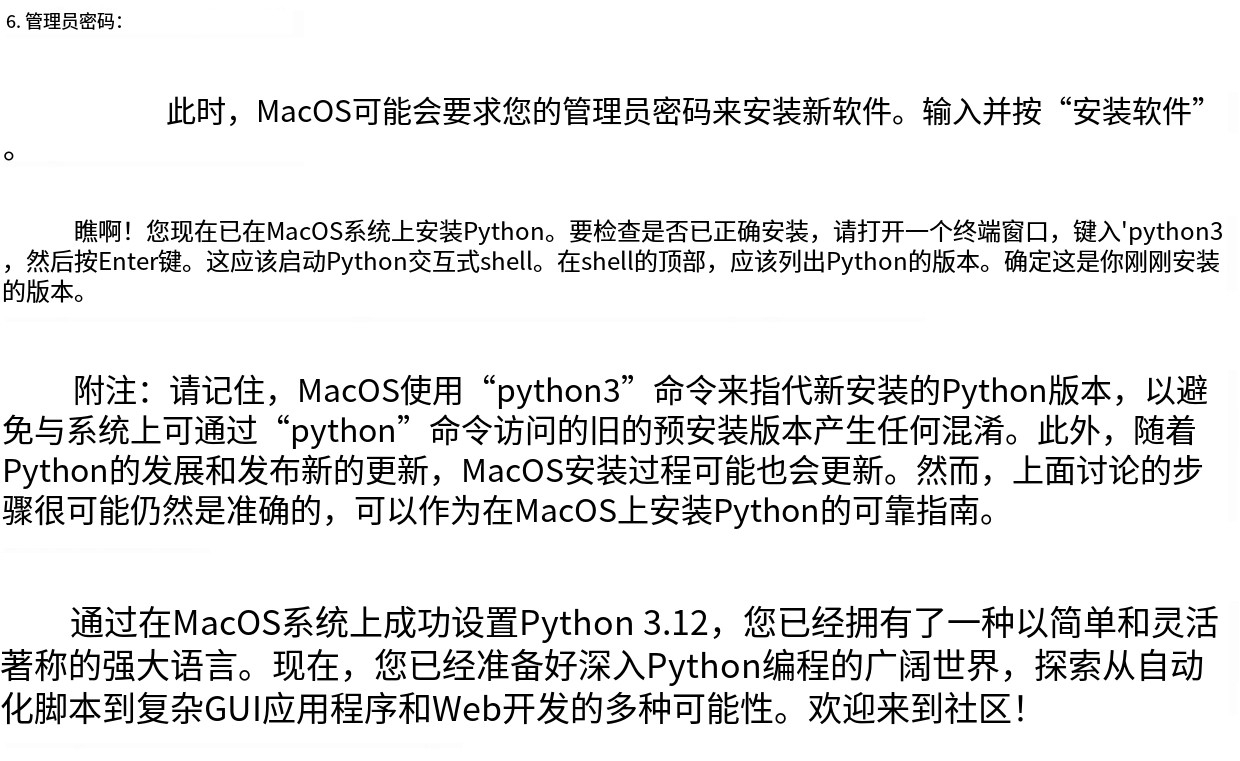 6. 管理员密码：
此时，MacOS可能会要求您的管理员密码来安装新软件。输入并按“安装软件”
。
瞧啊！您现在已在MacOS系统上安装Python。要检查是否已正确安装，请打开一个终端窗口，键入'python3
，然后按Enter键。这应该启动Python交互式shell。在shell的顶部，应该列出Python的版本。确定这是你刚刚安装
的版本。
附注：请记住，MacOS使用“python3”命令来指代新安装的Python版本，以避
免与系统上可通过“python”命令访问的旧的预安装版本产生任何混淆。此外，随着
Python的发展和发布新的更新，MacOS安装过程可能也会更新。然而，上面讨论的步
骤很可能仍然是准确的，可以作为在MacOS上安装Python的可靠指南。
通过在MacOS系统上成功设置Python 3.12，您已经拥有了一种以简单和灵活
著称的强大语言。现在，您已经准备好深入Python编程的广阔世界，探索从自动
化脚本到复杂GUI应用程序和Web开发的多种可能性。欢迎来到社区！